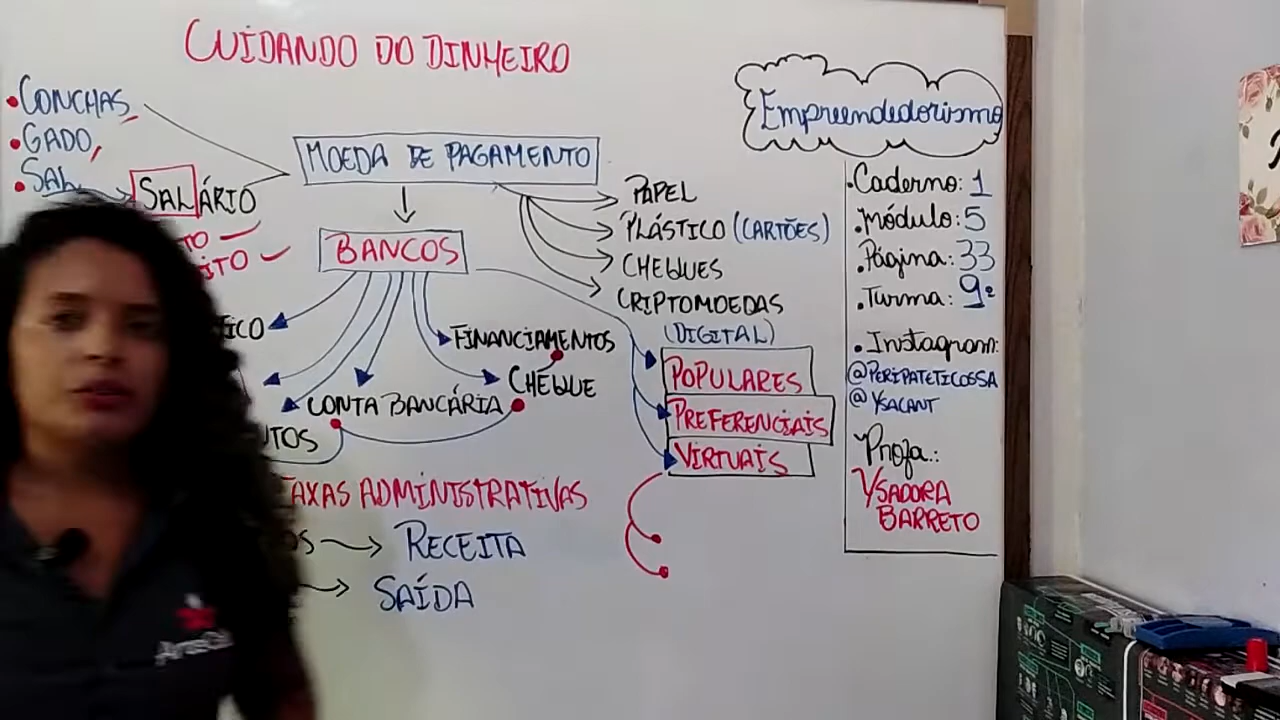 CUIDANDO DO DINHEIRO
• CONCHAS,
• GADO,
• SAL
SALÁRIO
MOEDA DE PAGAMENTO
BANCOS
PAPEL
PLÁSTICO (CARTÕES)
CHEQUES
CRIPTOMOEDAS
(DIGITAL)
FINANCIAMENTOS
CHEQUE
CONTA BANCÁRIA
POPULARES
PREFERENCIAIS
VIRTUAIS
TAXAS ADMINISTRATIVAS
RECEITA
SAÍDA
Empreendedorismo
• Caderno: 1
• Módulo: 5
• Página: 33
• Turma: 9º
• Instagram:
@PERIPATETICOSSA
@YSACANT
Profa.:
YSADORA
BARRETO